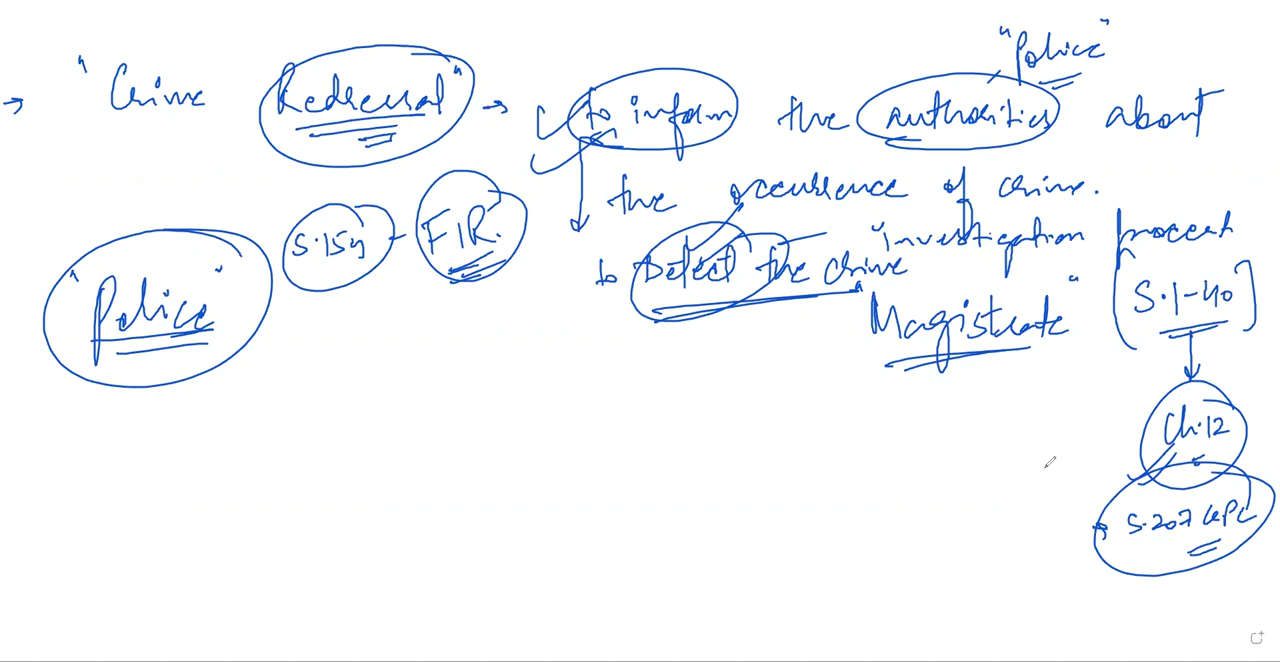 "Police"
→ "Crime Redressal" → to inform the authorities about
the occurrence of crime.
S.154 - FIR.
"Police"
to Detect the crime
"investigation process
"Magistrate"
[S.1-40]
Ch.12
→ S.207 CrPC